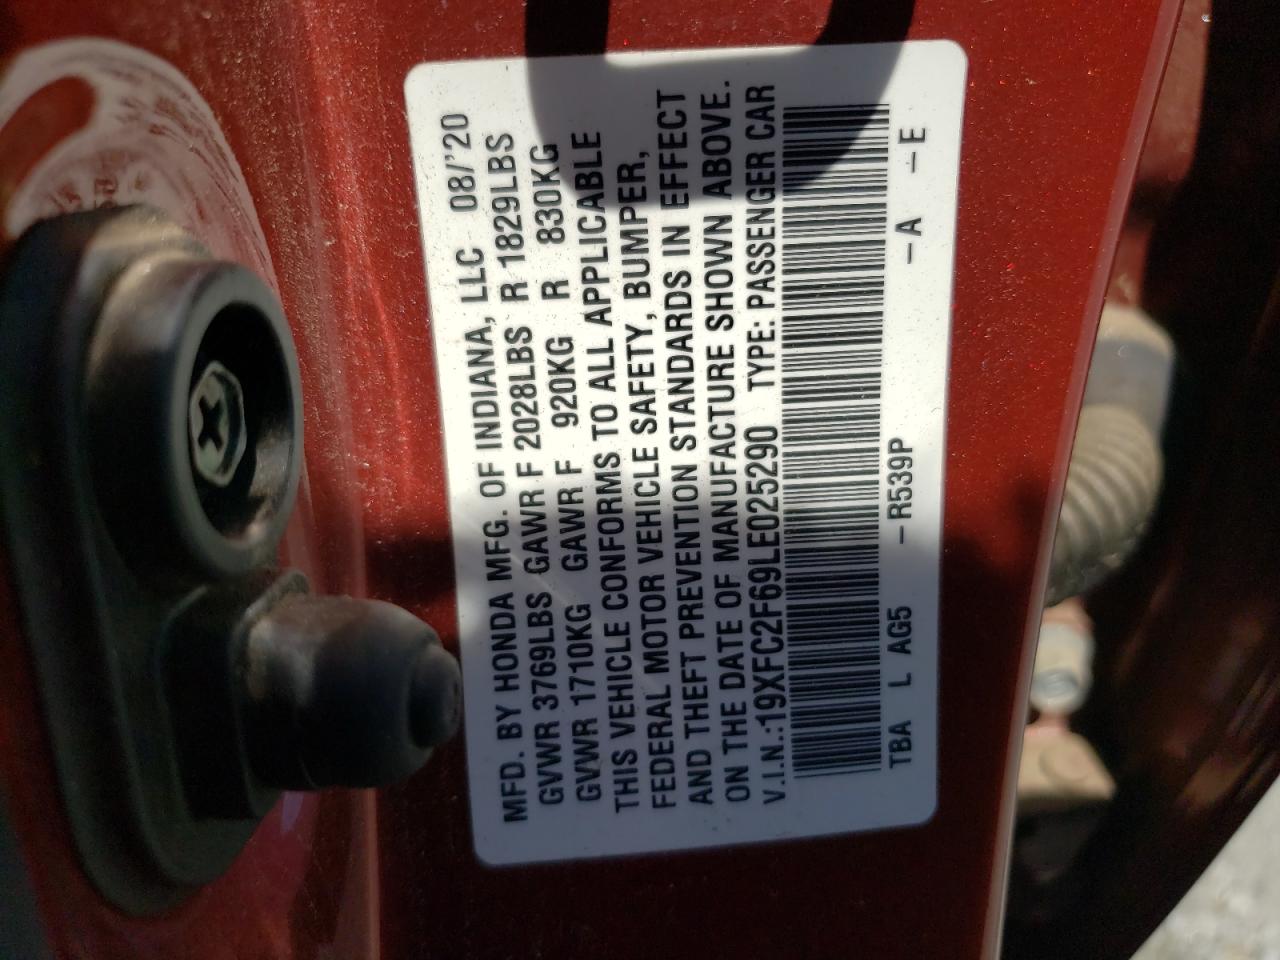 MFD. BY HONDA MFG. OF INDIANA, LLC 08/'20
GVWR 3769LBS GAWR F 2028LBS R 1829LBS
GVWR 1710KG GAWR F 920KG R 830KG
THIS VEHICLE CONFORMS TO ALL APPLICABLE
FEDERAL MOTOR VEHICLE SAFETY, BUMPER,
AND THEFT PREVENTION STANDARDS IN EFFECT
ON THE DATE OF MANUFACTURE SHOWN ABOVE.
V.I.N.:19XFC2F69LE025290 TYPE: PASSENGER CAR
TBA L AG5 –R539P –A –E